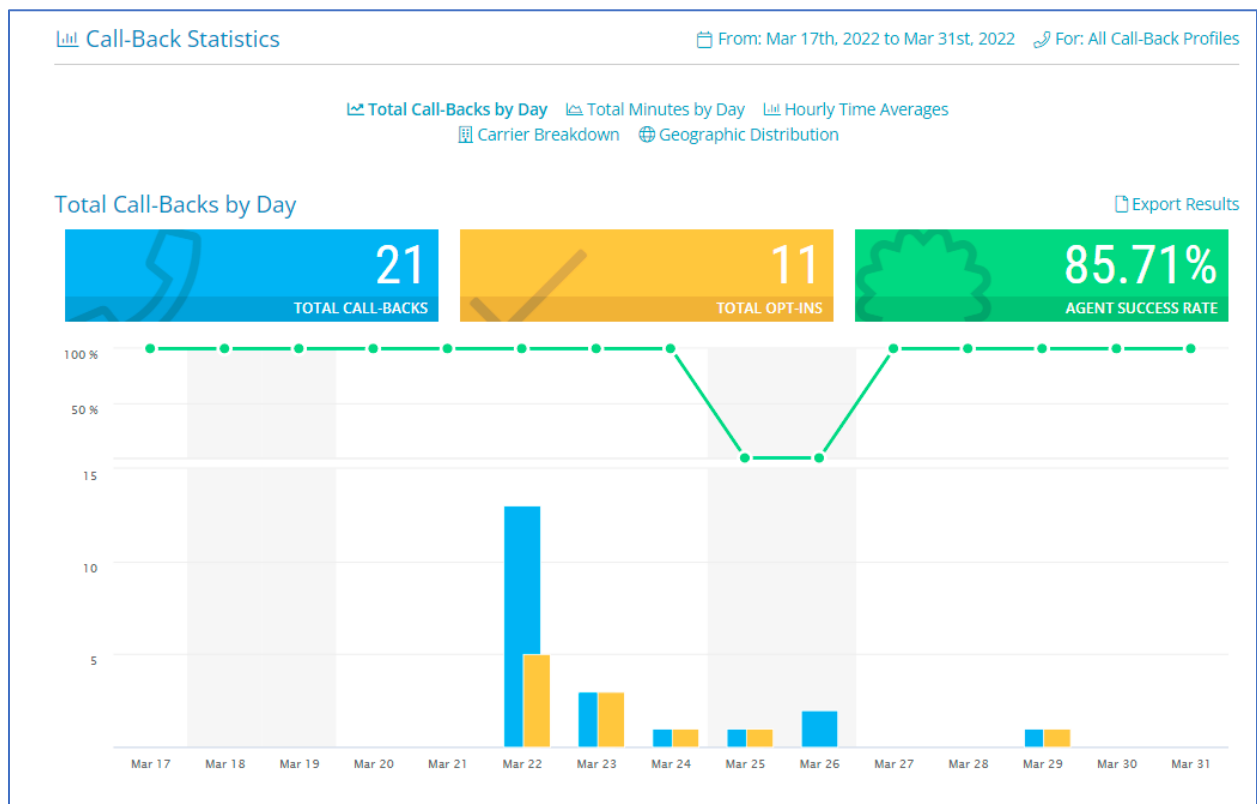 Call-Back Statistics
From: Mar 17th, 2022 to Mar 31st, 2022 For: All Call-Back Profiles
Total Call-Backs by Day Total Minutes by Day Hourly Time Averages
Carrier Breakdown Geographic Distribution
Total Call-Backs by Day
Export Results
21
TOTAL CALL-BACKS
11
TOTAL OPT-INS
85.71%
AGENT SUCCESS RATE
100 %
50 %
15
10
5
Mar 17 Mar 18 Mar 19 Mar 20 Mar 21 Mar 22 Mar 23 Mar 24 Mar 25 Mar 26 Mar 27 Mar 28 Mar 29 Mar 30 Mar 31